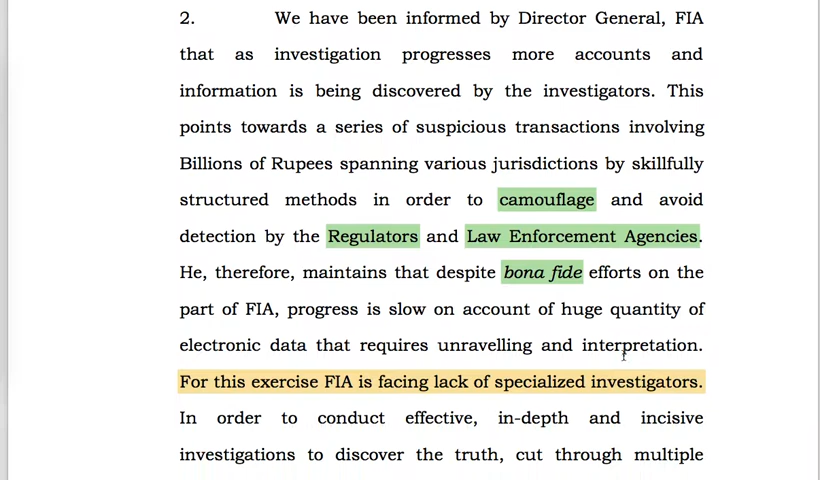 2. We have been informed by Director General, FIA
that as investigation progresses more accounts and
information is being discovered by the investigators. This
points towards a series of suspicious transactions involving
Billions of Rupees spanning various jurisdictions by skillfully
structured methods in order to camouflage and avoid
detection by the Regulators and Law Enforcement Agencies.
He, therefore, maintains that despite bona fide efforts on the
part of FIA, progress is slow on account of huge quantity of
electronic data that requires unravelling and interpretation.
For this exercise FIA is facing lack of specialized investigators.
In order to conduct effective, in-depth and incisive
investigations to discover the truth, cut through multiple